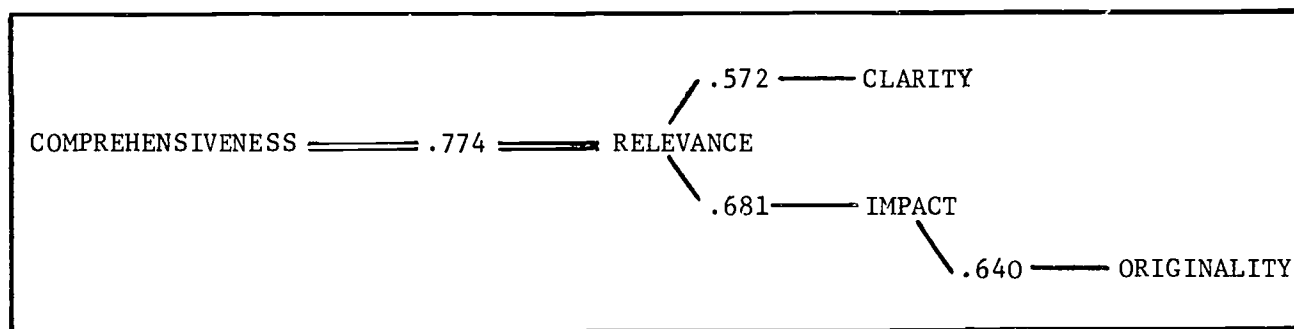 .572 CLARITY
COMPREHENSIVENESS .774 RELEVANCE
.681 IMPACT
.640 ORIGINALITY